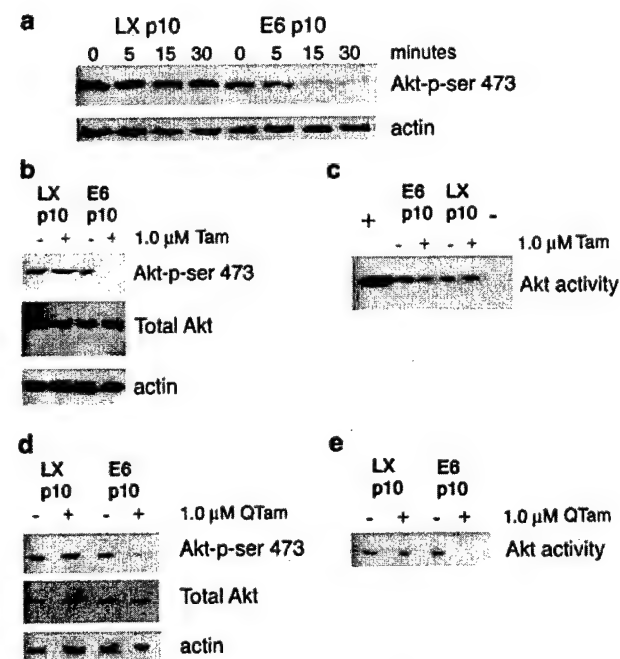 a
LX p10 E6 p10
0 5 15 30 0 5 15 30 minutes
Akt-p-ser 473
actin
b
LX E6
p10 p10
- + - + 1.0 µM Tam
Akt-p-ser 473
Total Akt
actin
c
E6 LX
+ p10 p10 -
- + - + 1.0 µM Tam
Akt activity
d
LX E6
p10 p10
- + - + 1.0 µM QTam
Akt-p-ser 473
Total Akt
actin
e
LX E6
p10 p10
- + - + 1.0 µM QTam
Akt activity